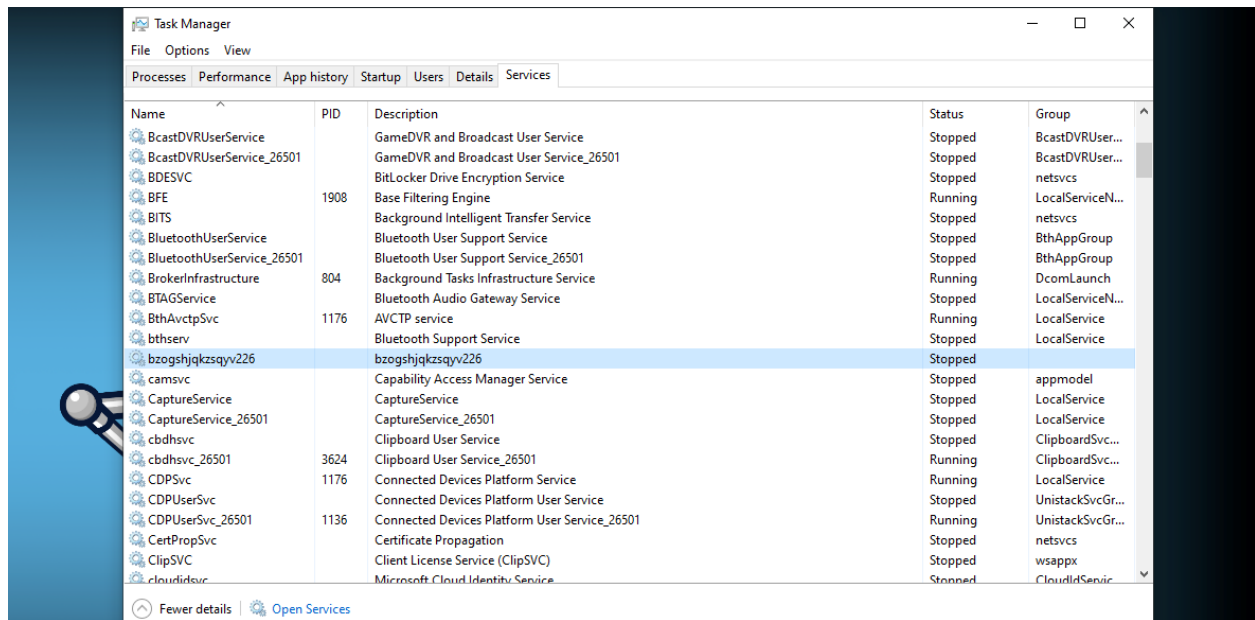 Task Manager
File Options View
Processes Performance App history Startup Users Details Services
Name PID Description Status Group
BcastDVRUserService GameDVR and Broadcast User Service Stopped BcastDVRUser...
BcastDVRUserService_26501 GameDVR and Broadcast User Service_26501 Stopped BcastDVRUser...
BDESVC BitLocker Drive Encryption Service Stopped netsvcs
BFE 1908 Base Filtering Engine Running LocalServiceN...
BITS Background Intelligent Transfer Service Stopped netsvcs
BluetoothUserService Bluetooth User Support Service Stopped BthAppGroup
BluetoothUserService_26501 Bluetooth User Support Service_26501 Stopped BthAppGroup
BrokerInfrastructure 804 Background Tasks Infrastructure Service Running DcomLaunch
BTAGService Bluetooth Audio Gateway Service Stopped LocalServiceN...
BthAvctpSvc 1176 AVCTP service Running LocalService
bthserv Bluetooth Support Service Stopped LocalService
bzogshjqkzsqyv226 bzogshjqkzsqyv226 Stopped
camsvc Capability Access Manager Service Stopped appmodel
CaptureService CaptureService Stopped LocalService
CaptureService_26501 CaptureService_26501 Stopped LocalService
cbdhsvc Clipboard User Service Stopped ClipboardSvc...
cbdhsvc_26501 3624 Clipboard User Service_26501 Running ClipboardSvc...
CDPSvc 1176 Connected Devices Platform Service Running LocalService
CDPUserSvc Connected Devices Platform User Service Stopped UnistackSvcGr...
CDPUserSvc_26501 1136 Connected Devices Platform User Service_26501 Running UnistackSvcGr...
CertPropSvc Certificate Propagation Stopped netsvcs
ClipSVC Client License Service (ClipSVC) Stopped wsappx
cloudidsvc Microsoft Cloud Identity Service Stopped CloudIdServic...
Fewer details Open Services